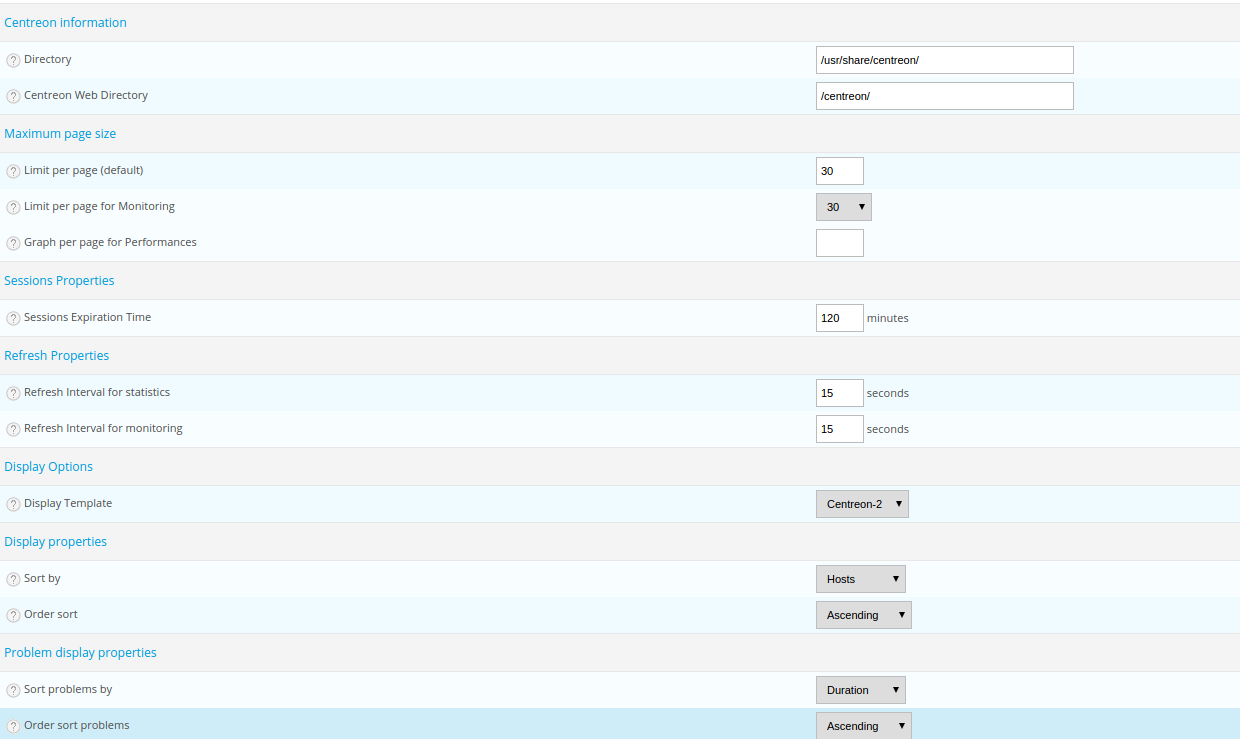 Centreon information
Directory /usr/share/centreon/
Centreon Web Directory /centreon/
Maximum page size
Limit per page (default) 30
Limit per page for Monitoring 30
Graph per page for Performances
Sessions Properties
Sessions Expiration Time 120 minutes
Refresh Properties
Refresh Interval for statistics 15 seconds
Refresh Interval for monitoring 15 seconds
Display Options
Display Template Centreon-2
Display properties
Sort by Hosts
Order sort Ascending
Problem display properties
Sort problems by Duration
Order sort problems Ascending